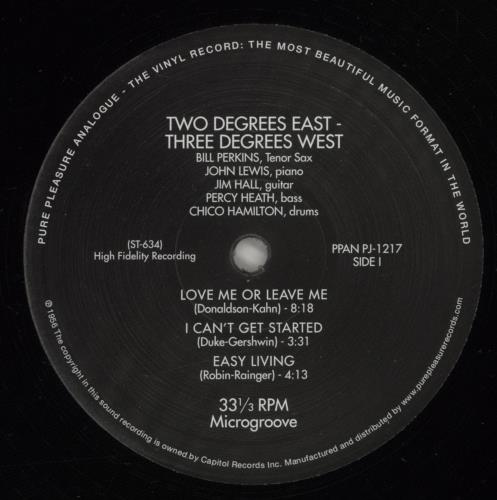 PURE PLEASURE ANALOGUE - THE VINYL RECORD: THE MOST BEAUTIFUL MUSIC FORMAT IN THE WORLD
TWO DEGREES EAST -
THREE DEGREES WEST
BILL PERKINS, Tenor Sax
JOHN LEWIS, piano
JIM HALL, guitar
PERCY HEATH, bass
CHICO HAMILTON, drums
(ST-634)
High Fidelity Recording
PPAN PJ-1217
SIDE I
LOVE ME OR LEAVE ME
(Donaldson-Kahn) - 8:18
I CAN'T GET STARTED
(Duke-Gershwin) - 3:31
EASY LIVING
(Robin-Rainger) - 4:13
33⅓ RPM
Microgroove
℗ 1956 The copyright in this sound recording is owned by Capitol Records Inc. Manufactured and distributed by www.purepleasurerecords.com